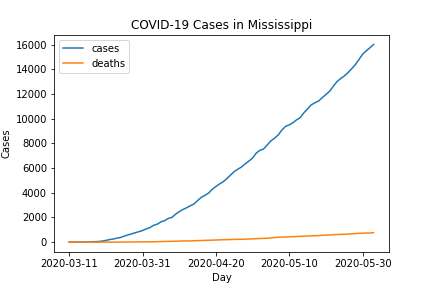 COVID-19 Cases in Mississippi
cases
deaths
16000
14000
12000
10000
8000
6000
4000
2000
0
Cases
2020-03-11 2020-03-31 2020-04-20 2020-05-10 2020-05-30
Day